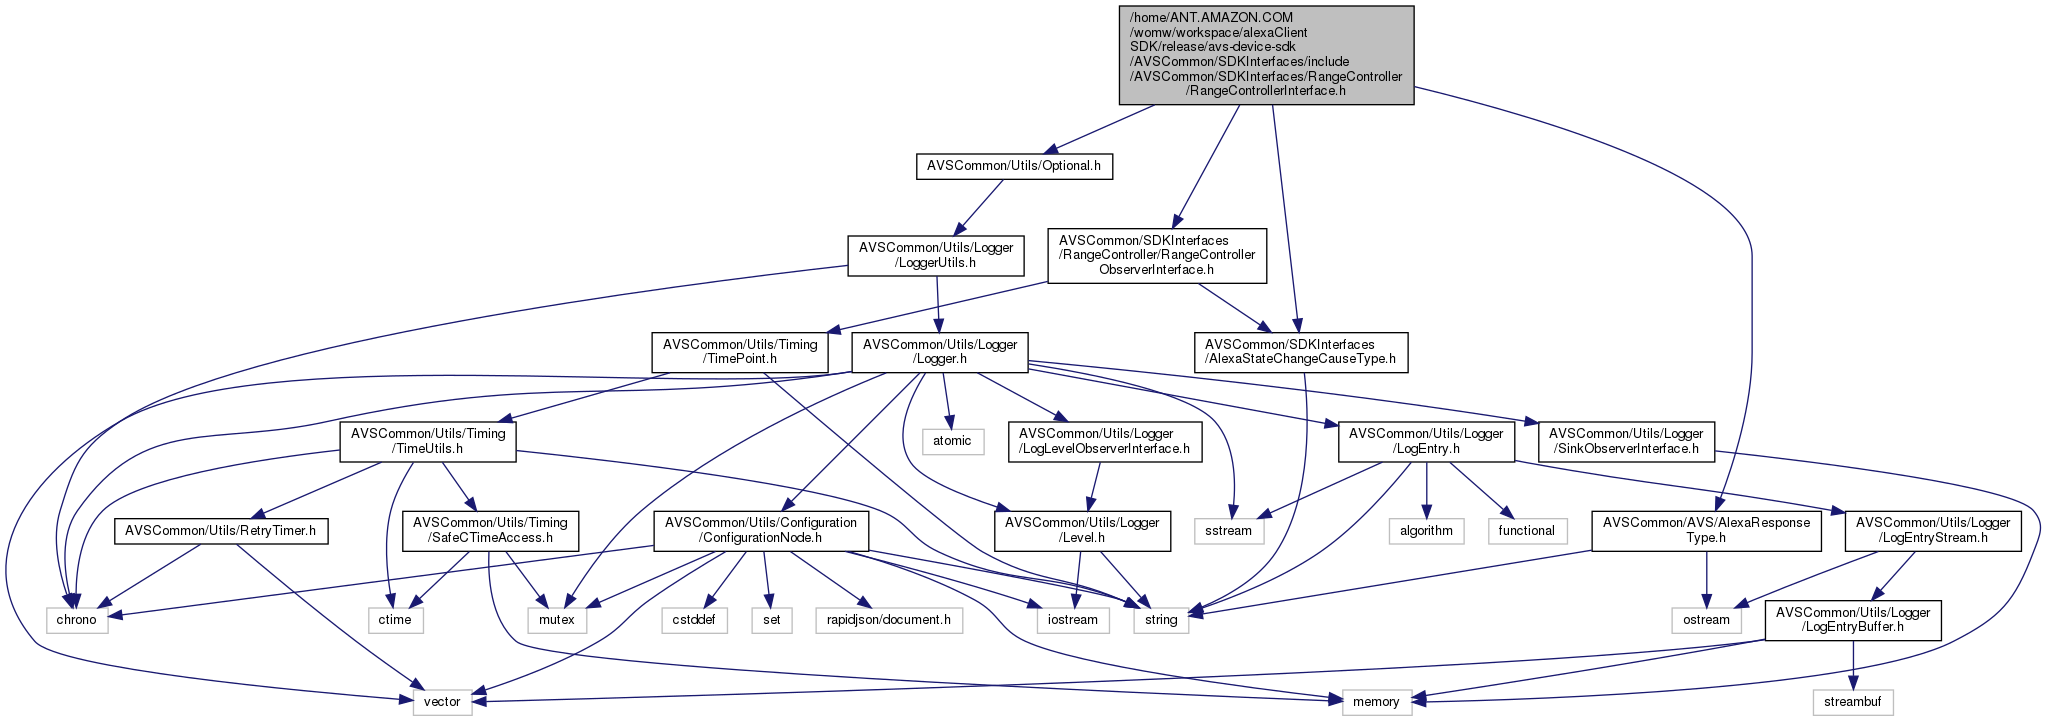 /home/ANT.AMAZON.COM
/womw/workspace/alexaClient
SDK/release/avs-device-sdk
/AVSCommon/SDKInterfaces/include
/AVSCommon/SDKInterfaces/RangeController
/RangeControllerInterface.h
AVSCommon/Utils/Optional.h
AVSCommon/Utils/Logger
/LoggerUtils.h
AVSCommon/SDKInterfaces
/RangeController/RangeController
ObserverInterface.h
AVSCommon/Utils/Timing
/TimePoint.h
AVSCommon/Utils/Logger
/Logger.h
AVSCommon/SDKInterfaces
/AlexaStateChangeCauseType.h
AVSCommon/Utils/Timing
/TimeUtils.h
atomic
AVSCommon/Utils/Logger
/LogLevelObserverInterface.h
AVSCommon/Utils/Logger
/LogEntry.h
AVSCommon/Utils/Logger
/SinkObserverInterface.h
AVSCommon/Utils/RetryTimer.h
AVSCommon/Utils/Timing
/SafeCTimeAccess.h
AVSCommon/Utils/Configuration
/ConfigurationNode.h
AVSCommon/Utils/Logger
/Level.h
sstream
algorithm
functional
AVSCommon/AVS/AlexaResponse
Type.h
AVSCommon/Utils/Logger
/LogEntryStream.h
chrono
ctime
mutex
cstddef
set
rapidjson/document.h
iostream
string
ostream
AVSCommon/Utils/Logger
/LogEntryBuffer.h
vector
memory
streambuf